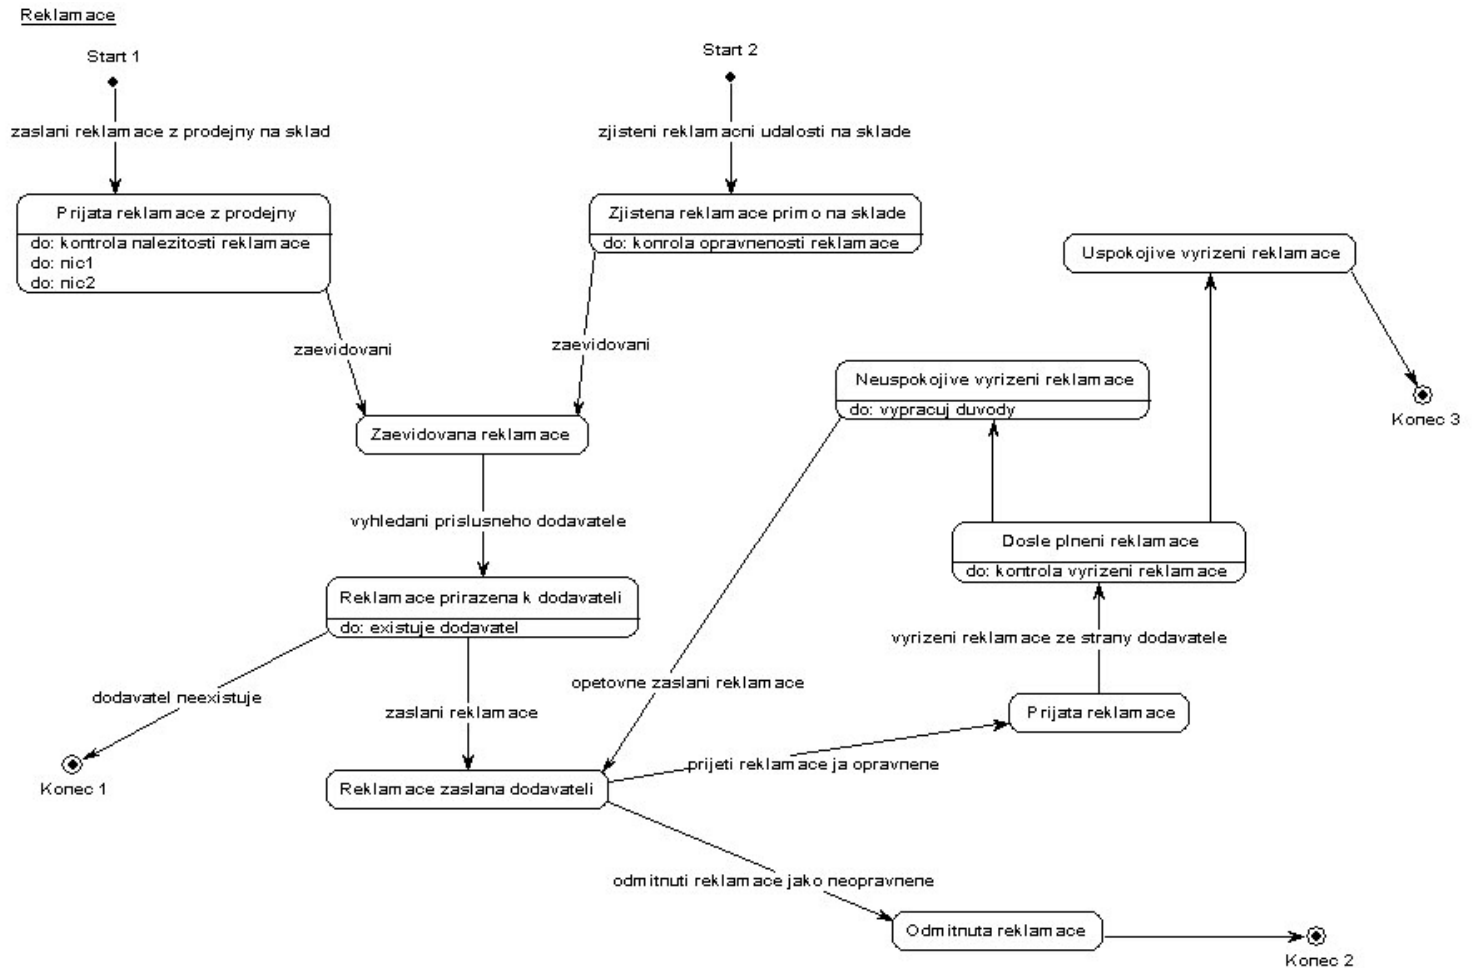 Reklamace
Start 1
Start 2
zaslani reklamace z prodejny na sklad
zjisteni reklamacni udalosti na sklade
Prijata reklamace z prodejny
do: kontrola nalezitosti reklamace
do: nic1
do: nic2
Zjistena reklamace primo na sklade
do: konrola opravnenosti reklamace
Uspokojive vyrizeni reklamace
zaevidovani
zaevidovani
Neuspokojive vyrizeni reklamace
do: vypracuj duvody
Konec 3
Zaevidovana reklamace
vyhledani prislusneho dodavatele
Dosle plneni reklamace
do: kontrola vyrizeni reklamace
Reklamace prirazena k dodavateli
do: existuje dodavatel
vyrizeni reklamace ze strany dodavatele
dodavatel neexistuje
opetovne zaslani reklamace
zaslani reklamace
Prijata reklamace
prijeti reklamace ja opravnene
Konec 1
Reklamace zaslana dodavateli
odmitnuti reklamace jako neopravnene
Odmitnuta reklamace
Konec 2